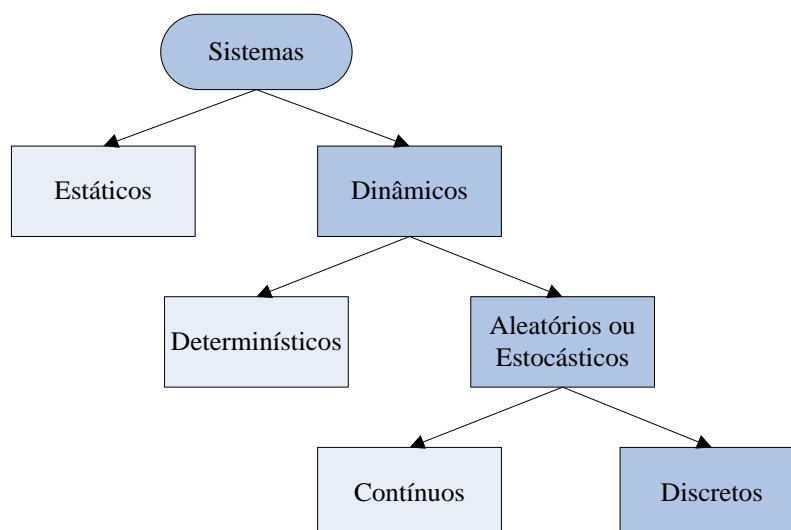 Sistemas
Estáticos
Dinâmicos
Determinísticos
Aleatórios ou
Estocásticos
Contínuos
Discretos